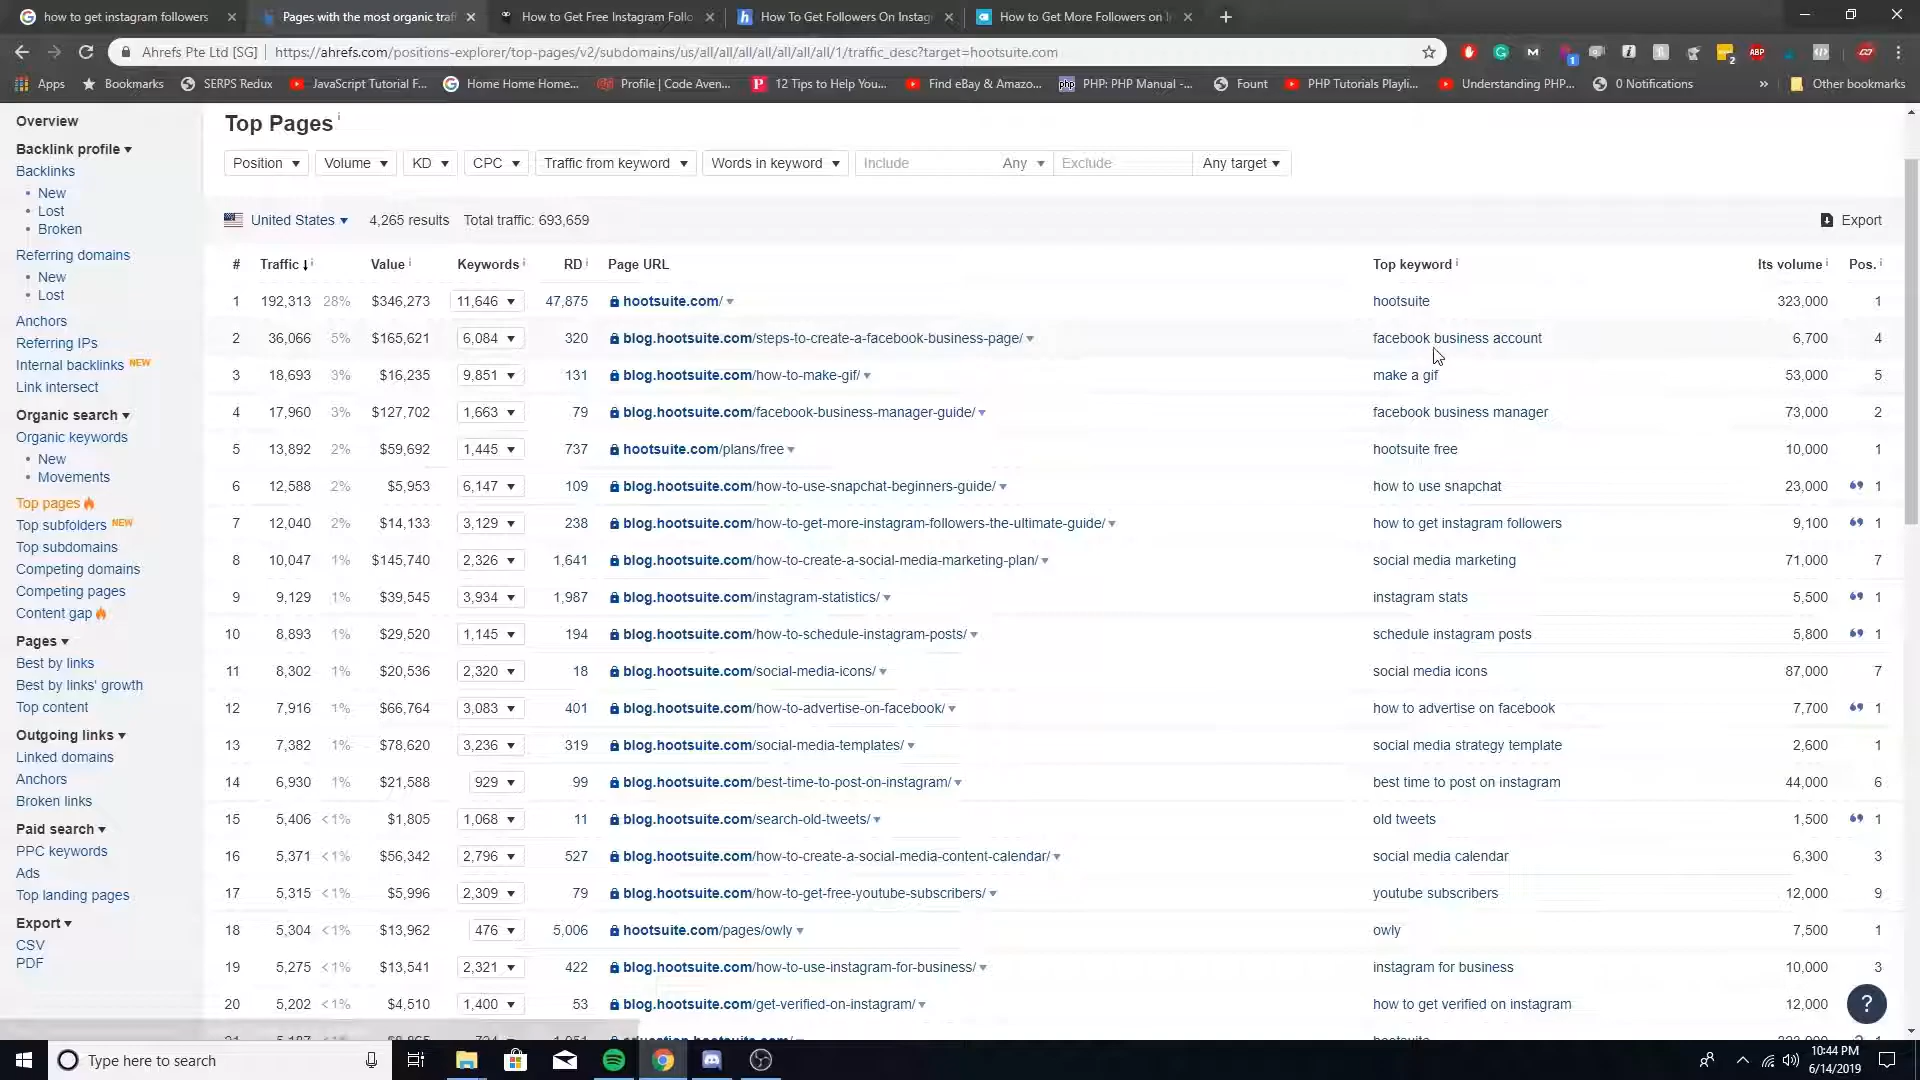 how to get instagram followers
Pages with the most organic traf
How to Get Free Instagram Follo
How To Get Followers On Instag
How to Get More Followers on I
Ahrefs Pte Ltd [SG] | https://ahrefs.com/positions-explorer/top-pages/v2/subdomains/us/all/all/all/all/all/all/all/1/traffic_desc?target=hootsuite.com
Apps Bookmarks SERPS Redux JavaScript Tutorial F... Home Home Home... Profile | Code Aven... 12 Tips to Help You... Find eBay & Amazo... PHP: PHP Manual -... Fount PHP Tutorials Playli... Understanding PHP... 0 Notifications » Other bookmarks
Overview
Backlink profile
Backlinks
New
Lost
Broken
Referring domains
New
Lost
Anchors
Referring IPs
Internal backlinks NEW
Link intersect
Organic search
Organic keywords
New
Movements
Top pages
Top subfolders NEW
Top subdomains
Competing domains
Competing pages
Content gap
Pages
Best by links
Best by links' growth
Top content
Outgoing links
Linked domains
Anchors
Broken links
Paid search
PPC keywords
Ads
Top landing pages
Export
CSV
PDF
Top Pages i
Position Volume KD CPC Traffic from keyword Words in keyword Include Any Exclude Any target
United States 4,265 results Total traffic: 693,659 Export
# Traffic Value Keywords RD Page URL Top keyword Its volume Pos.
1 192,313 28% $346,273 11,646 47,875 hootsuite.com/ hootsuite 323,000 1
2 36,066 5% $165,621 6,084 320 blog.hootsuite.com/steps-to-create-a-facebook-business-page/ facebook business account 6,700 4
3 18,693 3% $16,235 9,851 131 blog.hootsuite.com/how-to-make-gif/ make a gif 53,000 5
4 17,960 3% $127,702 1,663 79 blog.hootsuite.com/facebook-business-manager-guide/ facebook business manager 73,000 2
5 13,892 2% $59,692 1,445 737 hootsuite.com/plans/free hootsuite free 10,000 1
6 12,588 2% $5,953 6,147 109 blog.hootsuite.com/how-to-use-snapchat-beginners-guide/ how to use snapchat 23,000 1
7 12,040 2% $14,133 3,129 238 blog.hootsuite.com/how-to-get-more-instagram-followers-the-ultimate-guide/ how to get instagram followers 9,100 1
8 10,047 1% $145,740 2,326 1,641 blog.hootsuite.com/how-to-create-a-social-media-marketing-plan/ social media marketing 71,000 7
9 9,129 1% $39,545 3,934 1,987 blog.hootsuite.com/instagram-statistics/ instagram stats 5,500 1
10 8,893 1% $29,520 1,145 194 blog.hootsuite.com/how-to-schedule-instagram-posts/ schedule instagram posts 5,800 1
11 8,302 1% $20,536 2,320 18 blog.hootsuite.com/social-media-icons/ social media icons 87,000 7
12 7,916 1% $66,764 3,083 401 blog.hootsuite.com/how-to-advertise-on-facebook/ how to advertise on facebook 7,700 1
13 7,382 1% $78,620 3,236 319 blog.hootsuite.com/social-media-templates/ social media strategy template 2,600 1
14 6,930 1% $21,588 929 99 blog.hootsuite.com/best-time-to-post-on-instagram/ best time to post on instagram 44,000 6
15 5,406 <1% $1,805 1,068 11 blog.hootsuite.com/search-old-tweets/ old tweets 1,500 1
16 5,371 <1% $56,342 2,796 527 blog.hootsuite.com/how-to-create-a-social-media-content-calendar/ social media calendar 6,300 3
17 5,315 <1% $5,996 2,309 79 blog.hootsuite.com/how-to-get-free-youtube-subscribers/ youtube subscribers 12,000 9
18 5,304 <1% $13,962 476 5,006 hootsuite.com/pages/owly owly 7,500 1
19 5,275 <1% $13,541 2,321 422 blog.hootsuite.com/how-to-use-instagram-for-business/ instagram for business 10,000 3
20 5,202 <1% $4,510 1,400 53 blog.hootsuite.com/get-verified-on-instagram/ how to get verified on instagram 12,000
?
Type here to search
10:44 PM
6/14/2019